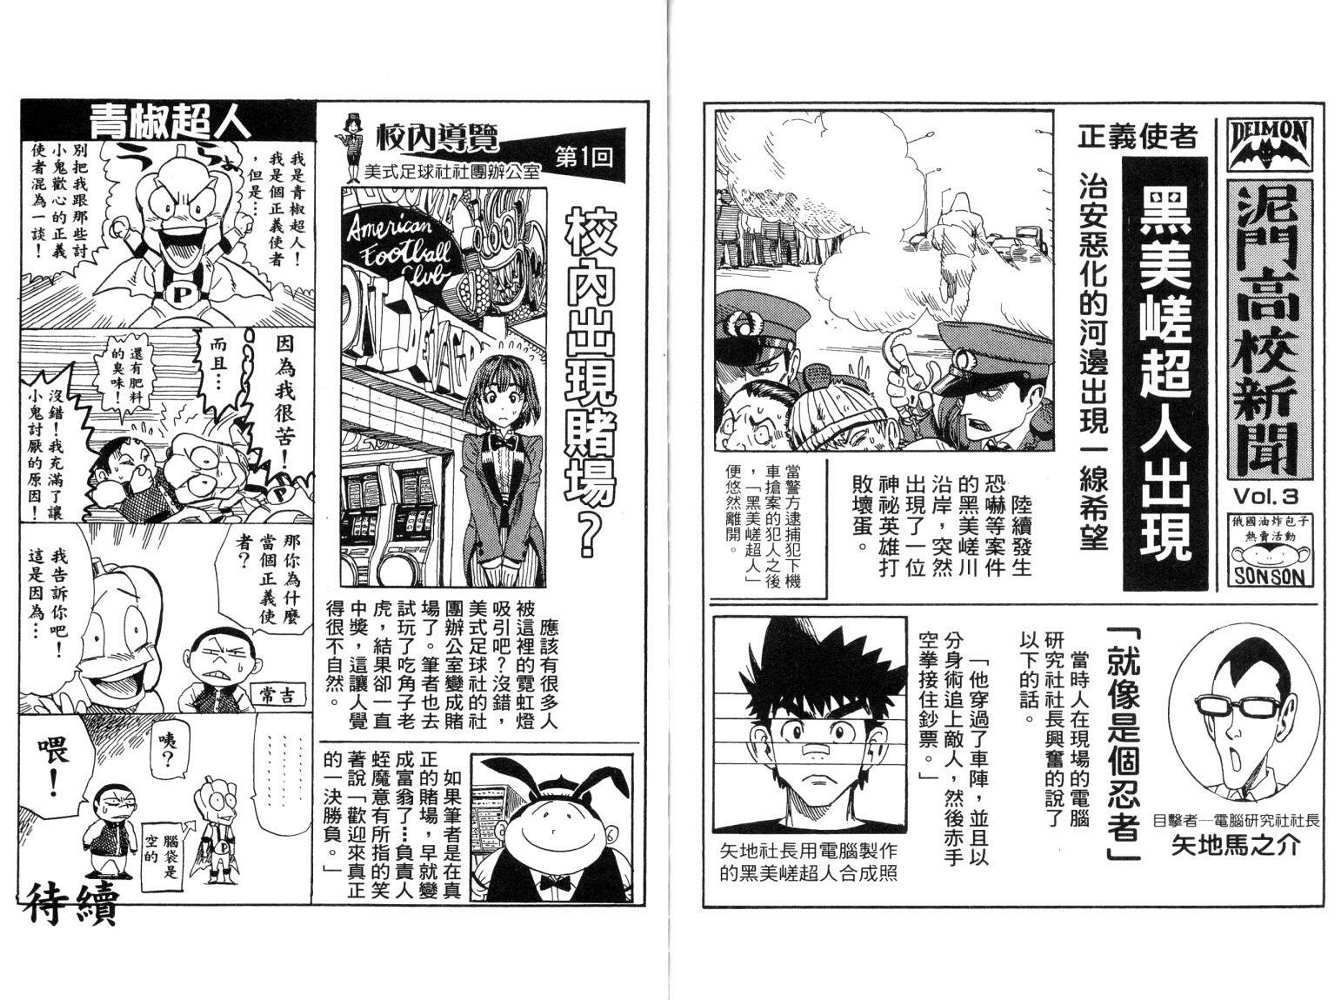 DEIMON
泥門高校新聞
Vol.3
俄國油炸包子
熱賣活動
SONSON
正義使者
黑美嵯超人出現
治安惡化的河邊出現一線希望
陸續發生
恐嚇等案件
的黑美嵯川
沿岸，突然
出現了一位
神祕英雄打
敗壞蛋。
當警方逮捕犯下機
車搶案的犯人之後
，「黑美嵯超人」
便悠然離開。
目擊者─電腦研究社社長
矢地馬之介
「就像是個忍者」
當時人在現場的電腦
研究社社長興奮的說了
以下的話。
「他穿過了車陣，並且以
分身術追上敵人，然後赤手
空拳接住鈔票。」
矢地社長用電腦製作
的黑美嵯超人合成照
校內導覽
第1回
美式足球社社團辦公室
校內出現賭場？
American
Football
Club
應該有很多人
被這裡的霓虹燈
吸引吧？沒錯，
美式足球社的社
團辦公室變成賭
場了。筆者也去
試玩了吃角子老
虎，結果卻一直
中獎，這讓人覺
得很不自然。
如果筆者是在真
正的賭場，早就變
成富翁了…負責人
蛭魔意有所指的笑
著說「歡迎來真正
的一決勝負。」
青椒超人
我是青椒超人！
我是個正義使者
，但是…
別把我跟那些討
小鬼歡心的正義
使者混為一談！
うらぁ
P
因為我很苦！
而且…
還有肥料
的臭味！
沒錯！我充滿了讓
小鬼討厭的原因！
P
那你為什麼
當個正義使
者？
我告訴你吧！
這是因為…
常吉
…………
咦？
喂！
腦袋是
空的
P
待續